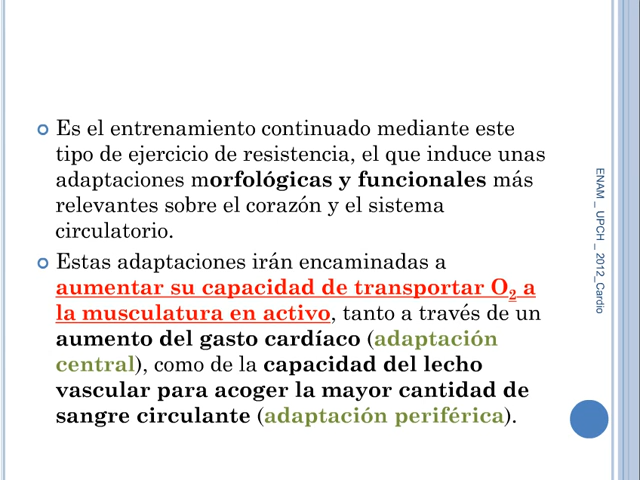 Es el entrenamiento continuado mediante este
tipo de ejercicio de resistencia, el que induce unas
adaptaciones morfológicas y funcionales más
relevantes sobre el corazón y el sistema
circulatorio.
Estas adaptaciones irán encaminadas a
aumentar su capacidad de transportar O2 a
la musculatura en activo, tanto a través de un
aumento del gasto cardíaco (adaptación
central), como de la capacidad del lecho
vascular para acoger la mayor cantidad de
sangre circulante (adaptación periférica).
ENAM _ UPCH _ 2012_Cardio